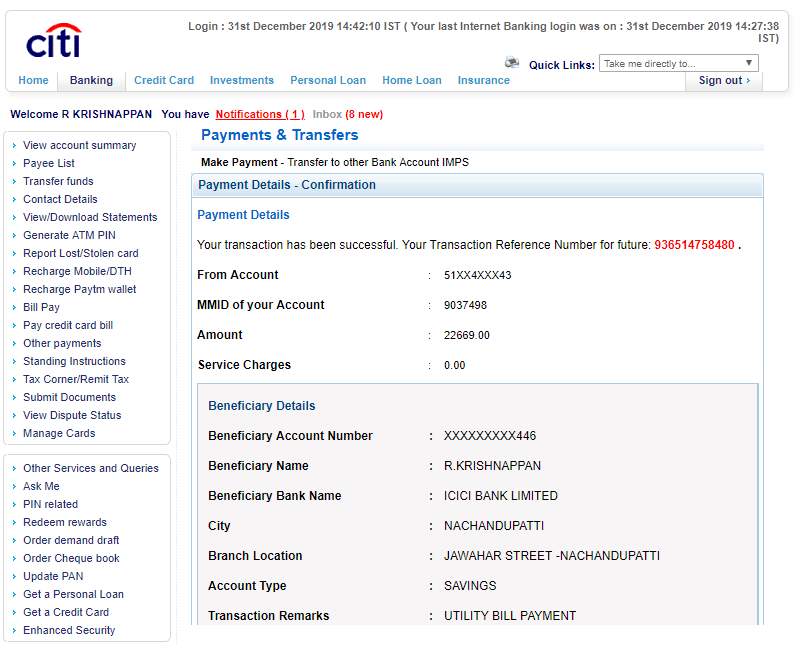 citi
Login : 31st December 2019 14:42:10 IST ( Your last Internet Banking login was on : 31st December 2019 14:27:38
IST)
Quick Links: Take me directly to...
Home Banking Credit Card Investments Personal Loan Home Loan Insurance Sign out ›
Welcome R KRISHNAPPAN You have Notifications ( 1 ) Inbox (8 new)
› View account summary
› Payee List
› Transfer funds
› Contact Details
› View/Download Statements
› Generate ATM PIN
› Report Lost/Stolen card
› Recharge Mobile/DTH
› Recharge Paytm wallet
› Bill Pay
› Pay credit card bill
› Other payments
› Standing Instructions
› Tax Corner/Remit Tax
› Submit Documents
› View Dispute Status
› Manage Cards
› Other Services and Queries
› Ask Me
› PIN related
› Redeem rewards
› Order demand draft
› Order Cheque book
› Update PAN
› Get a Personal Loan
› Get a Credit Card
› Enhanced Security
Payments & Transfers
Make Payment - Transfer to other Bank Account IMPS
Payment Details - Confirmation
Payment Details
Your transaction has been successful. Your Transaction Reference Number for future: 936514758480 .
From Account : 51XX4XXX43
MMID of your Account : 9037498
Amount : 22669.00
Service Charges : 0.00
Beneficiary Details
Beneficiary Account Number : XXXXXXXXX446
Beneficiary Name : R.KRISHNAPPAN
Beneficiary Bank Name : ICICI BANK LIMITED
City : NACHANDUPATTI
Branch Location : JAWAHAR STREET -NACHANDUPATTI
Account Type : SAVINGS
Transaction Remarks : UTILITY BILL PAYMENT